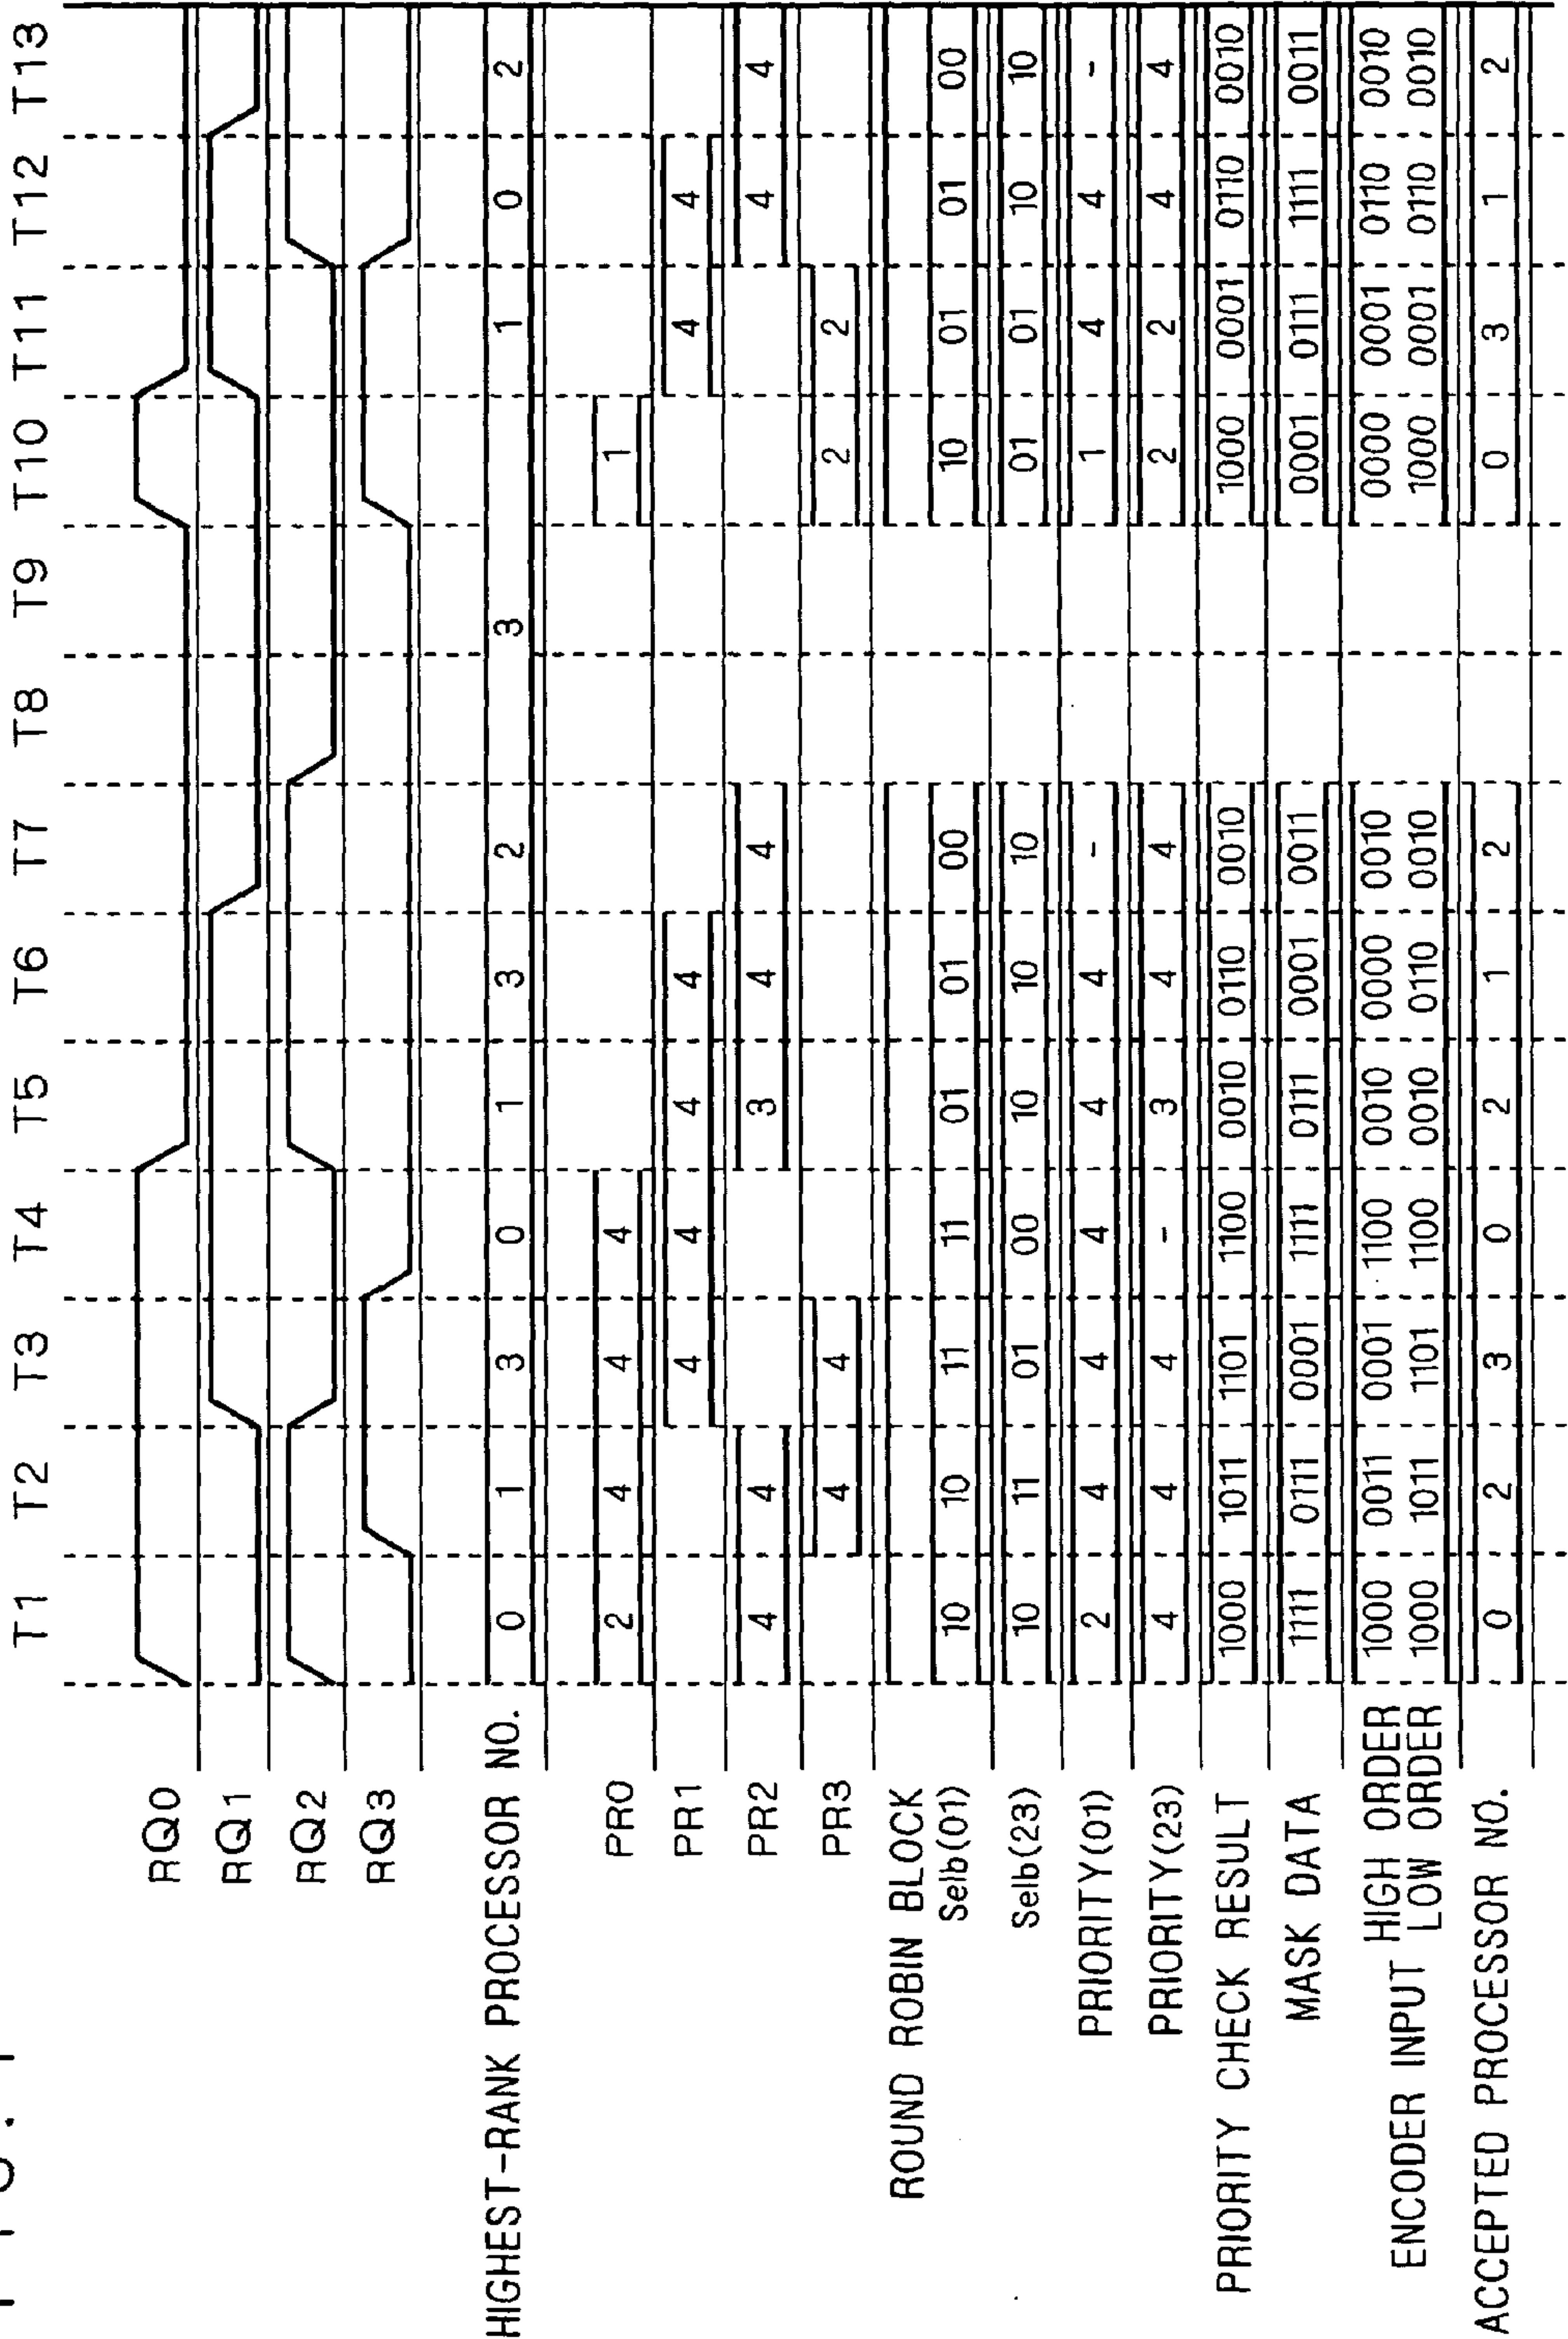 T1 T2 T3 T4 T5 T6 T7 T8 T9 T10 T11 T12 T13
RQ0
RQ1
RQ2
RQ3
HIGHEST-RANK PROCESSOR NO. 0 1 3 0 1 3 2 3 1 0 2
PR0 2 4 4 4 1
PR1 4 4 4 4 4 4
PR2 4 4 3 4 4 4 4
PR3 4 4 2 2
ROUND ROBIN BLOCK
Selb(01) 10 10 11 11 01 01 00 10 01 01 00
Selb(23) 10 11 01 00 10 10 10 01 01 10 10
PRIORITY(01) 2 4 4 4 4 4 - 1 4 4 -
PRIORITY(23) 4 4 4 - 3 4 4 2 2 4 4
PRIORITY CHECK RESULT 1000 1011 1101 1100 0010 0110 0010 1000 0001 0110 0010
MASK DATA 1111 0111 0001 1111 0111 0001 0011 0001 0111 1111 0011
ENCODER INPUT HIGH ORDER 1000 0011 0001 1100 0010 0000 0010 0000 0001 0110 0010
LOW ORDER 1000 1011 1101 1100 0010 0110 0010 1000 0001 0110 0010
ACCEPTED PROCESSOR NO. 0 2 3 0 2 1 2 0 3 1 2